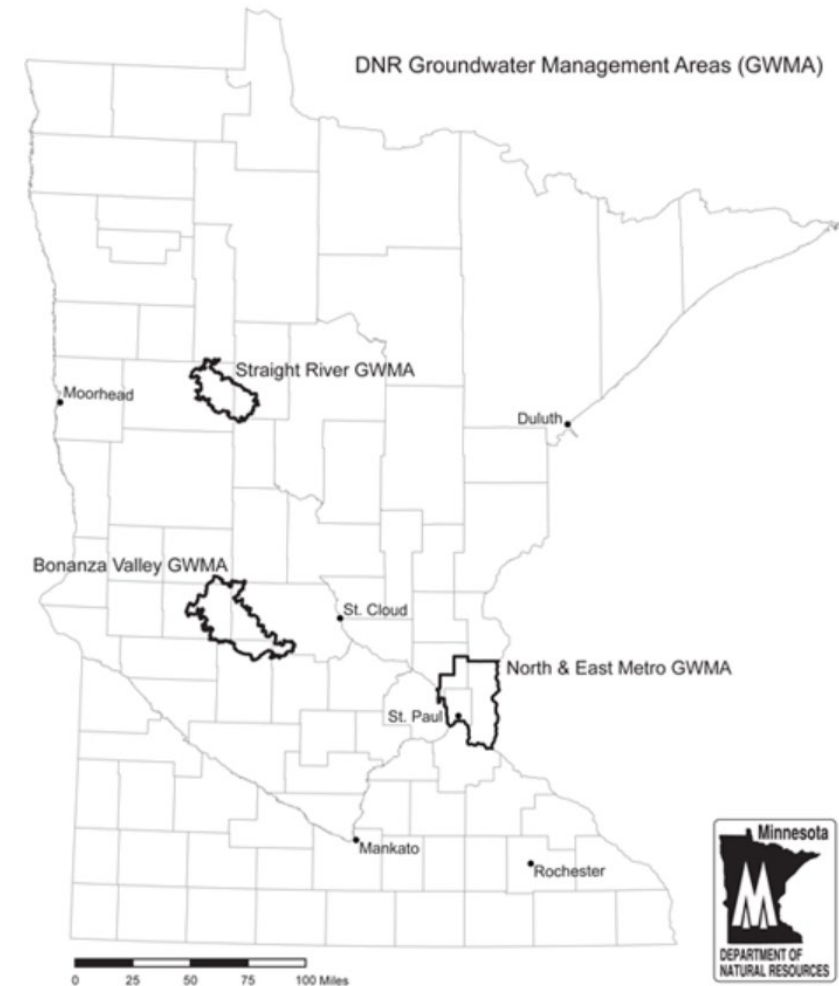 DNR Groundwater Management Areas (GWMA)
Straight River GWMA
Moorhead
Duluth
Bonanza Valley GWMA
St. Cloud
North & East Metro GWMA
St. Paul
Mankato
Rochester
Minnesota
DEPARTMENT OF
NATURAL RESOURCES
0 25 50 75 100 Miles